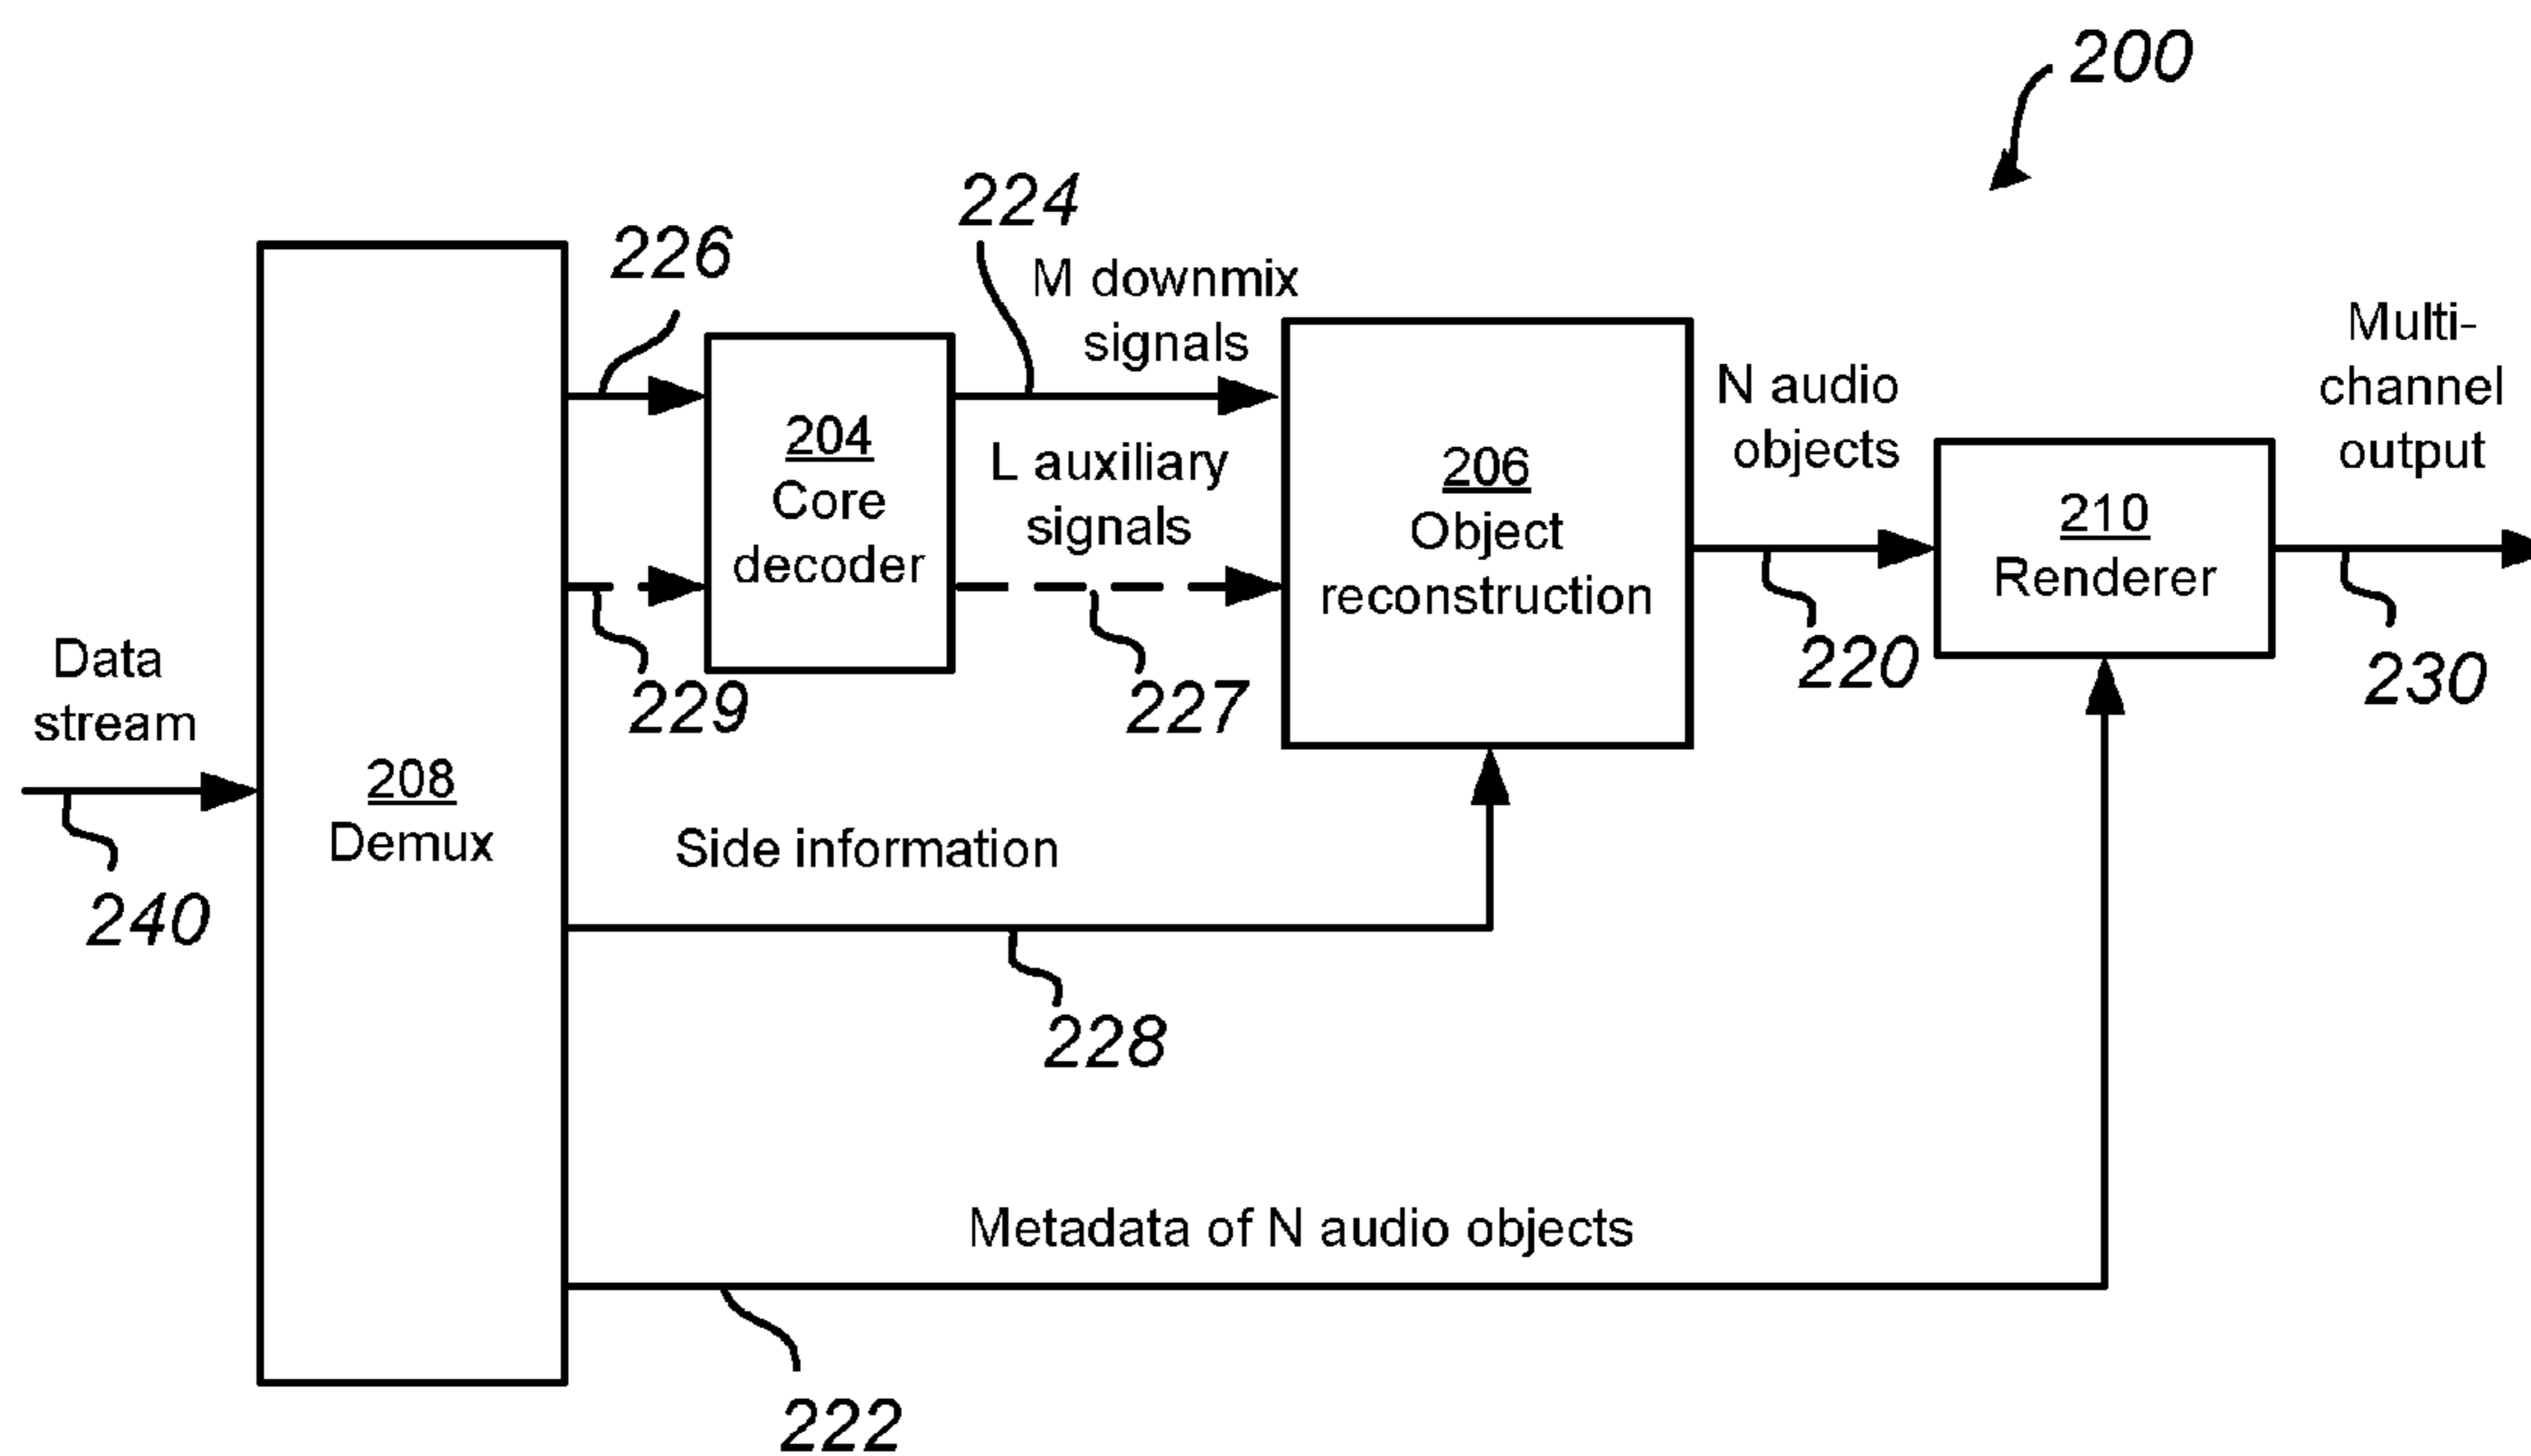 200
224
226
M downmix
signals
204
Core
decoder
L auxiliary
signals
206
Object
reconstruction
N audio
objects
210
Renderer
Multi-
channel
output
229
227
220
230
Data
stream
240
208
Demux
Side information
228
Metadata of N audio objects
222